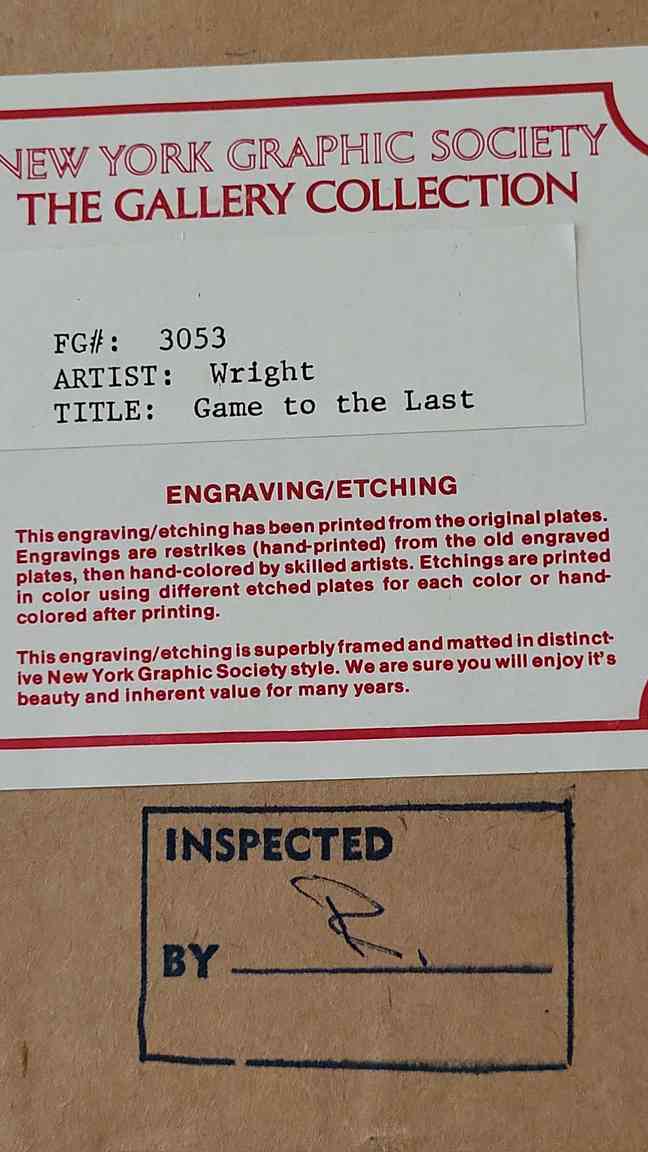 NEW YORK GRAPHIC SOCIETY
THE GALLERY COLLECTION
FG#: 3053
ARTIST: Wright
TITLE: Game to the Last
ENGRAVING/ETCHING
This engraving/etching has been printed from the original plates.
Engravings are restrikes (hand-printed) from the old engraved
plates, then hand-colored by skilled artists. Etchings are printed
in color using different etched plates for each color or hand-
colored after printing.
This engraving/etching is superbly framed and matted in distinct-
ive New York Graphic Society style. We are sure you will enjoy it's
beauty and inherent value for many years.
INSPECTED
R.
BY